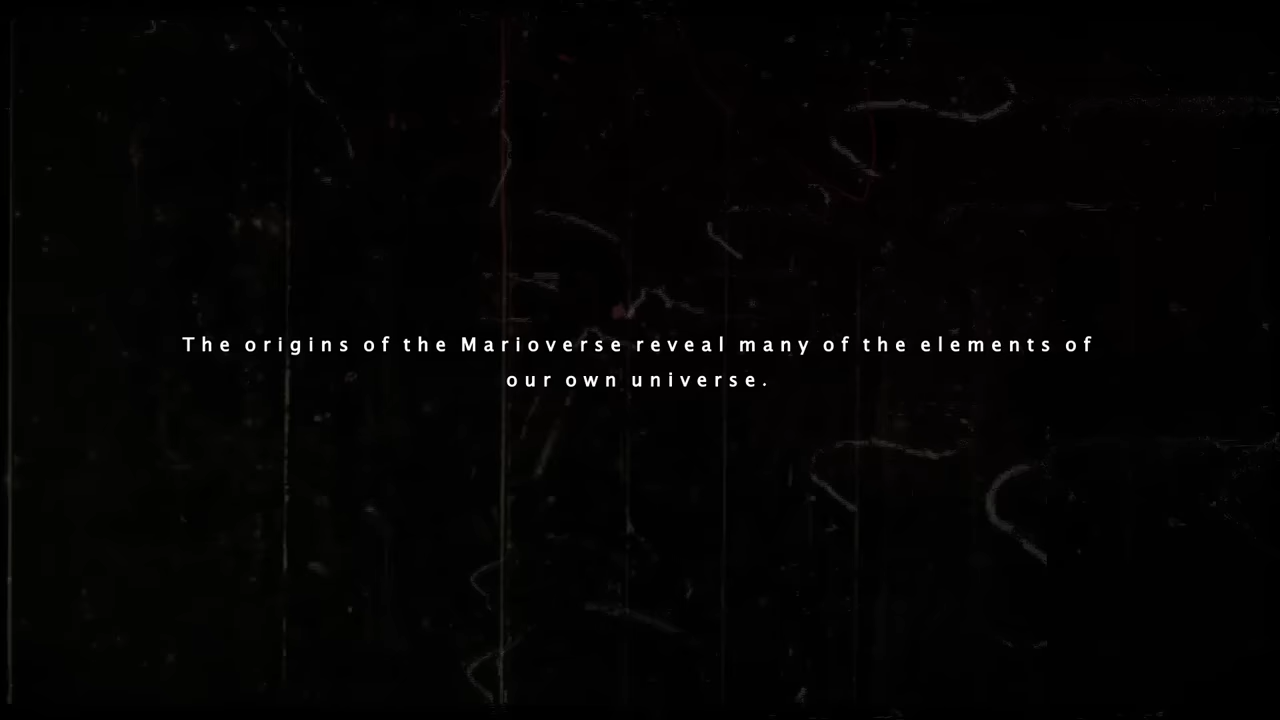 The origins of the Marioverse reveal many of the elements of
our own universe.